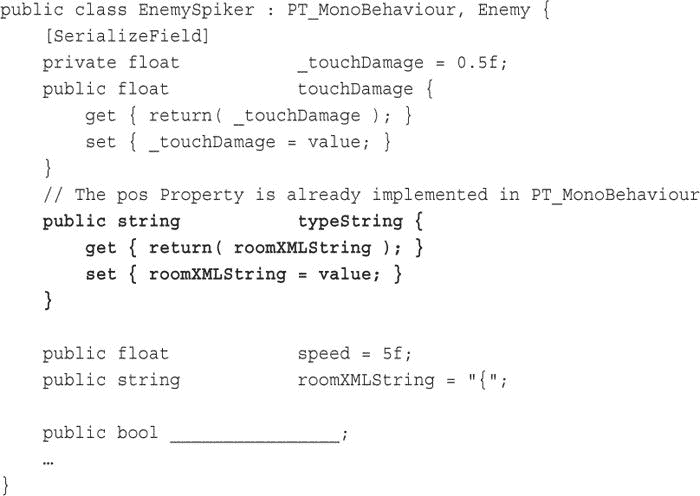 public class EnemySpiker : PT_MonoBehaviour, Enemy {
    [SerializeField]
    private float           _touchDamage = 0.5f;
    public float            touchDamage {
        get { return( _touchDamage ); }
        set { _touchDamage = value; }
    }
    // The pos Property is already implemented in PT_MonoBehaviour
    public string           typeString {
        get { return( roomXMLString ); }
        set { roomXMLString = value; }
    }
    public float            speed = 5f;
    public string           roomXMLString = "{";
    public bool ________________;
    …
}